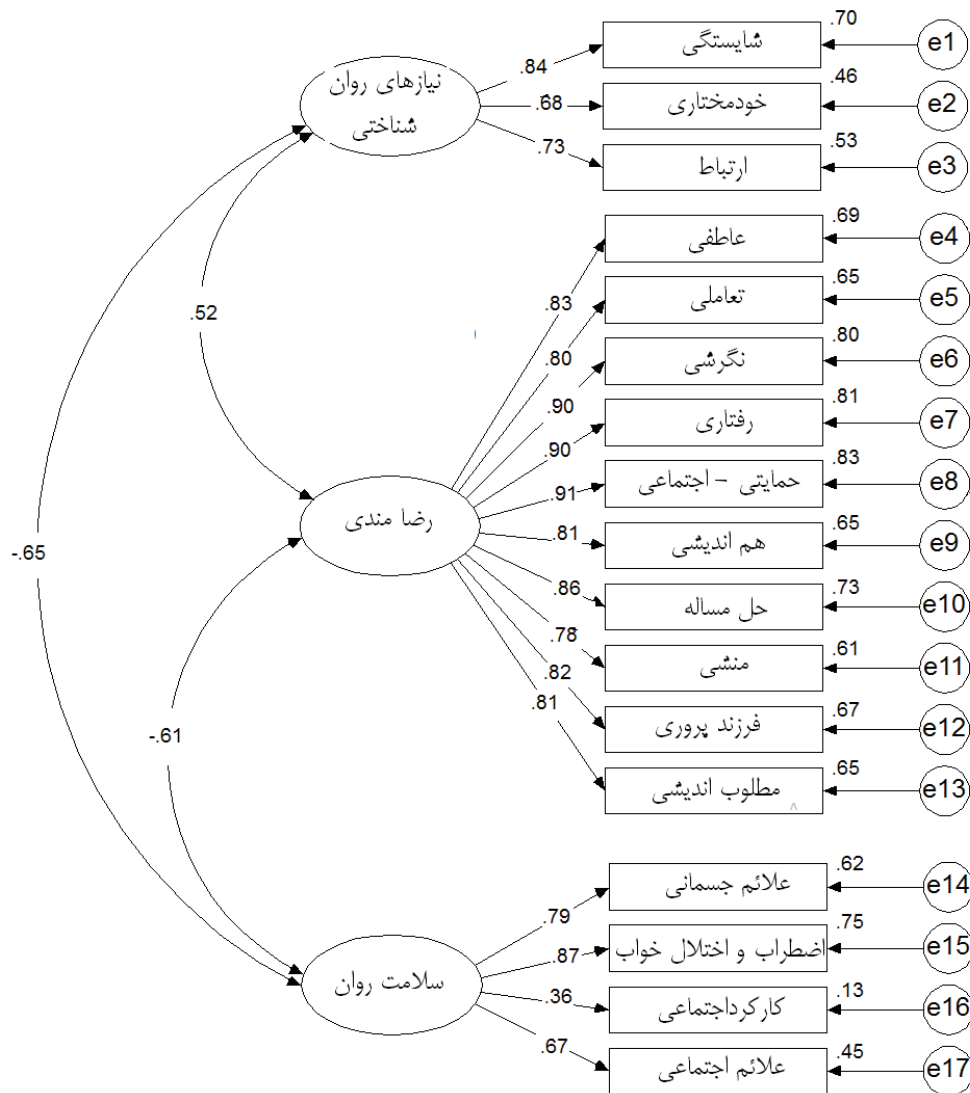 .70
شایستگی
e1
.84
نیازهای روان
شناختی
.46
خودمختاری
e2
.68
.53
ارتباط
e3
.73
.69
عاطفی
e4
.83
.65
تعاملی
e5
.80
.52
.80
نگرشی
e6
.90
.81
رفتاری
e7
.90
.83
حمایتی - اجتماعی
e8
.91
رضا مندی
.65
هم اندیشی
e9
.81
-.65
.73
حل مساله
e10
.86
.61
منشی
e11
.78
.67
فرزند پروری
e12
.82
-.61
.65
مطلوب اندیشی
e13
.81
.62
علائم جسمانی
e14
.79
.75
اضطراب و اختلال خواب
e15
.87
سلامت روان
.13
کارکرداجتماعی
e16
.36
.45
علائم اجتماعی
e17
.67